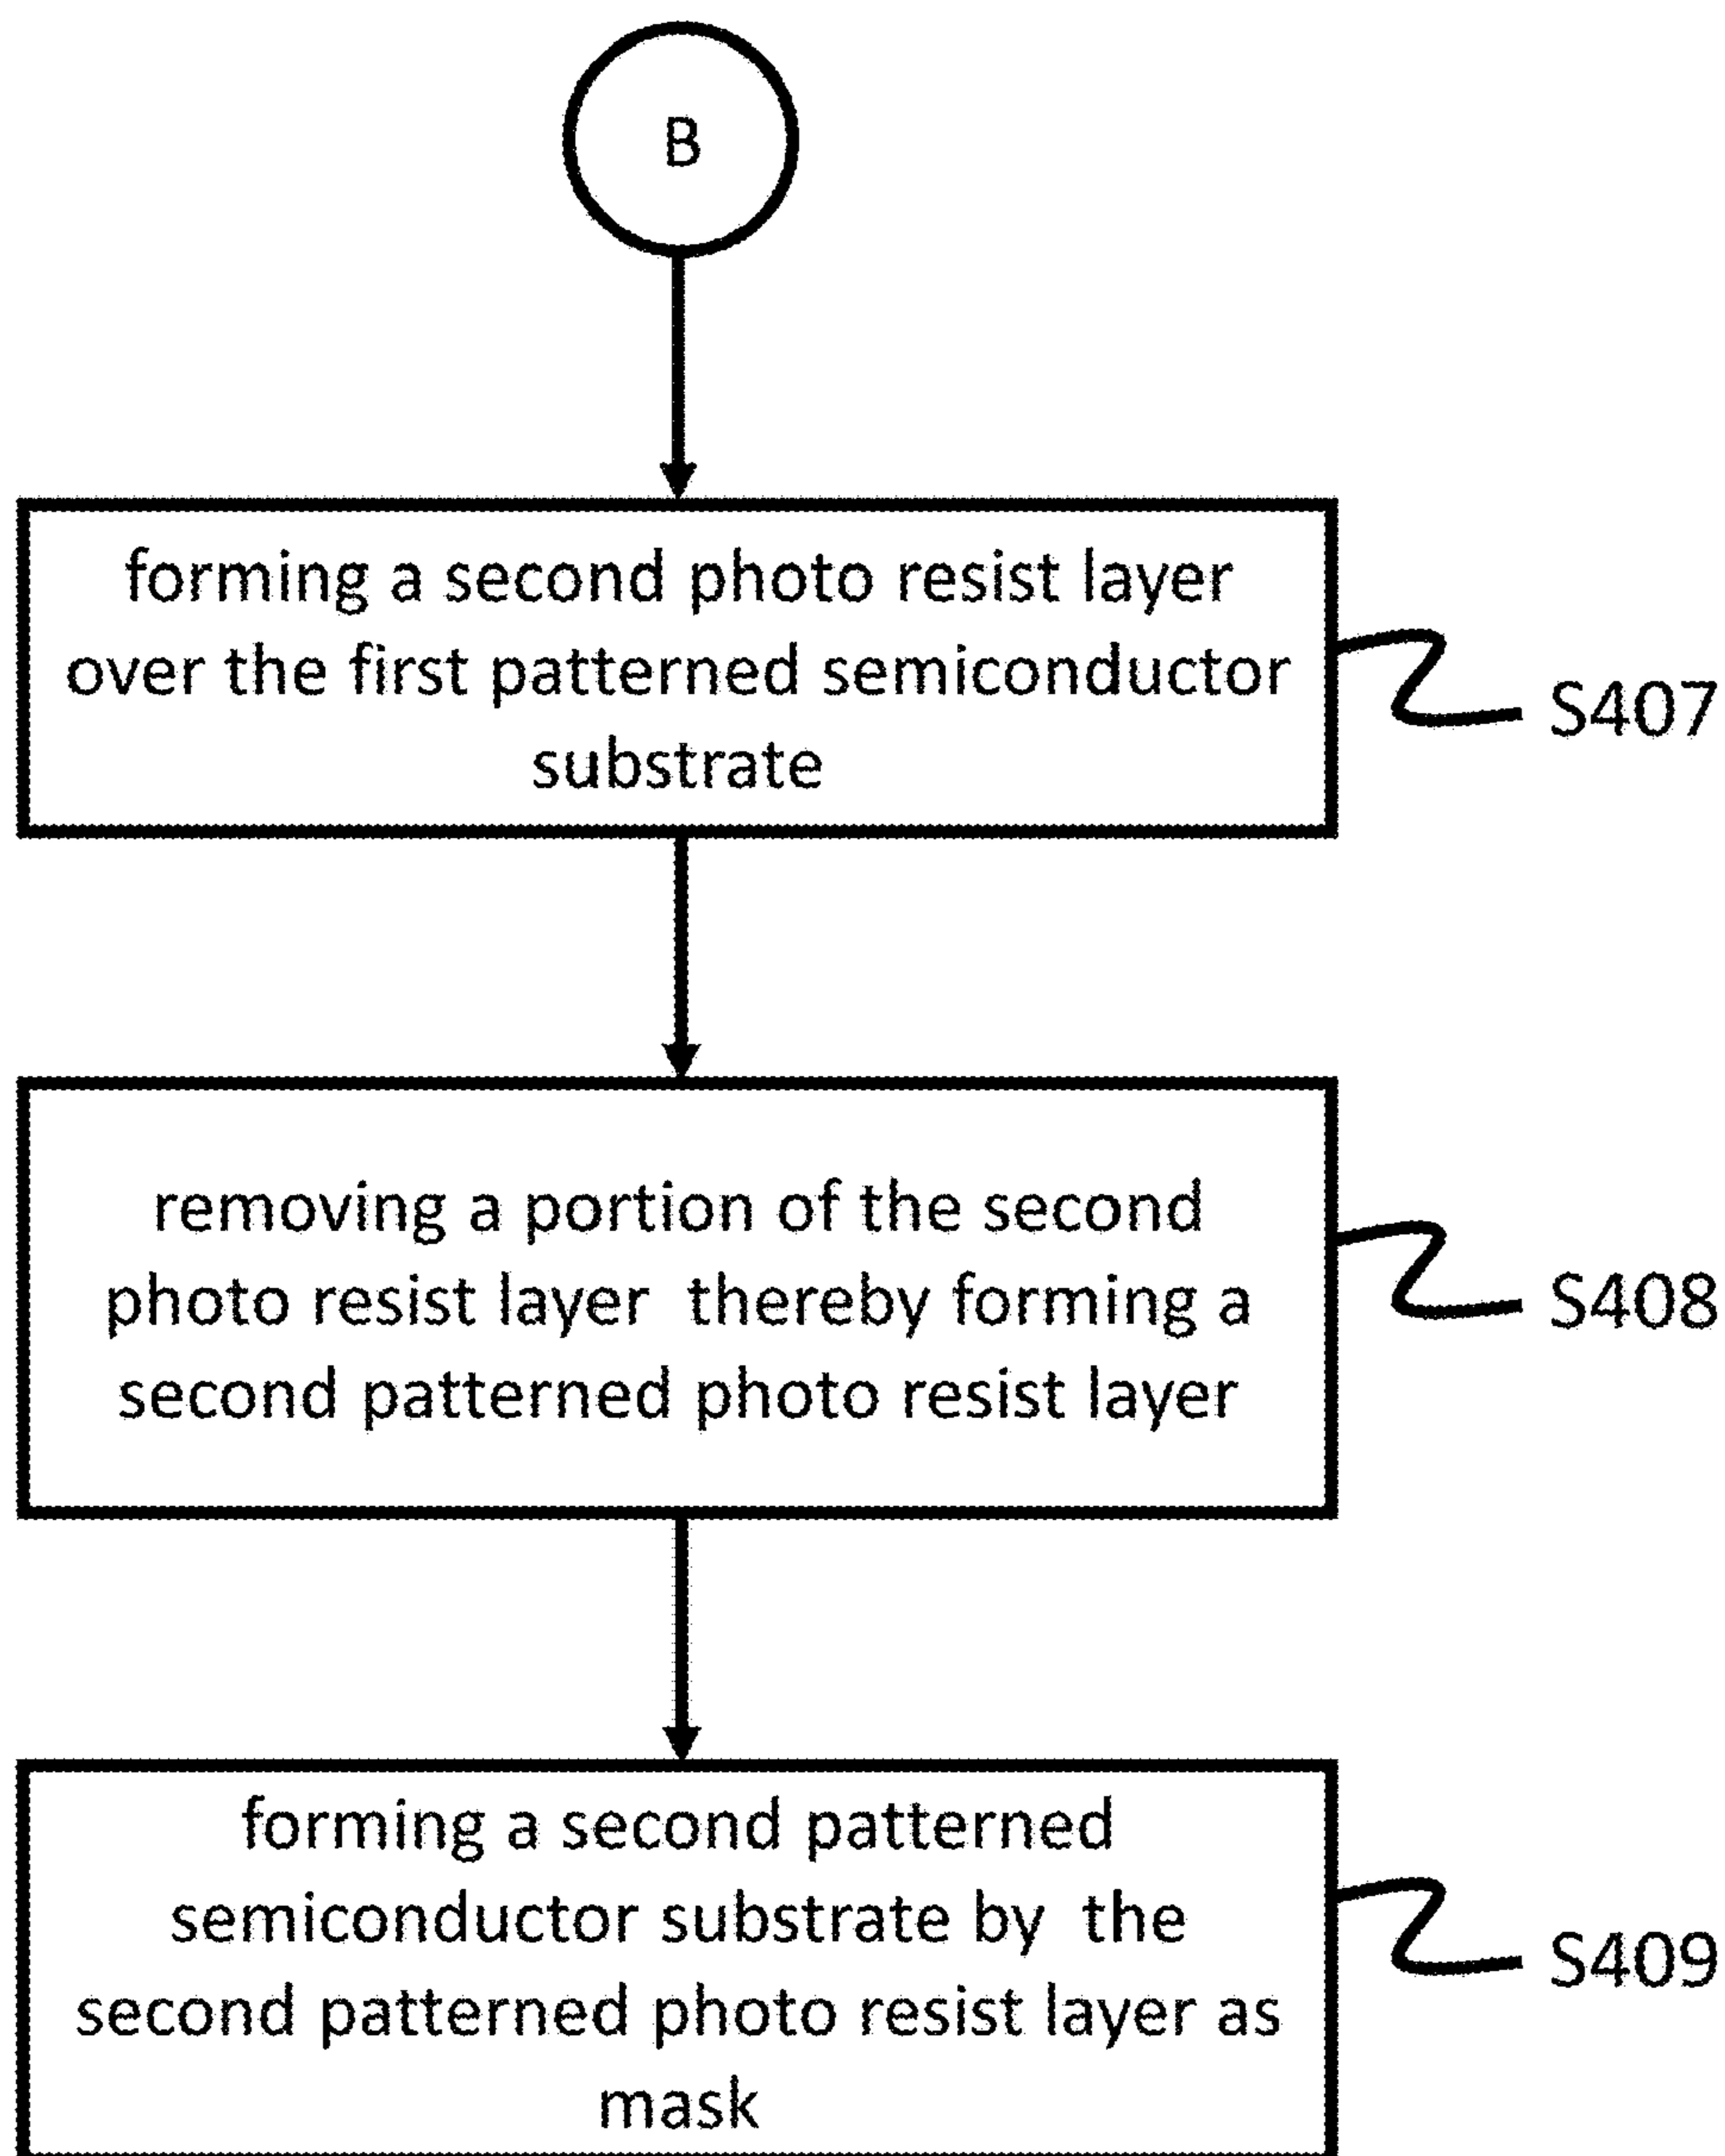 B
forming a second photo resist layer
over the first patterned semiconductor
substrate
S407
removing a portion of the second
photo resist layer  thereby forming a
second patterned photo resist layer
S408
forming a second patterned
semiconductor substrate by  the
second patterned photo resist layer as
mask
S409